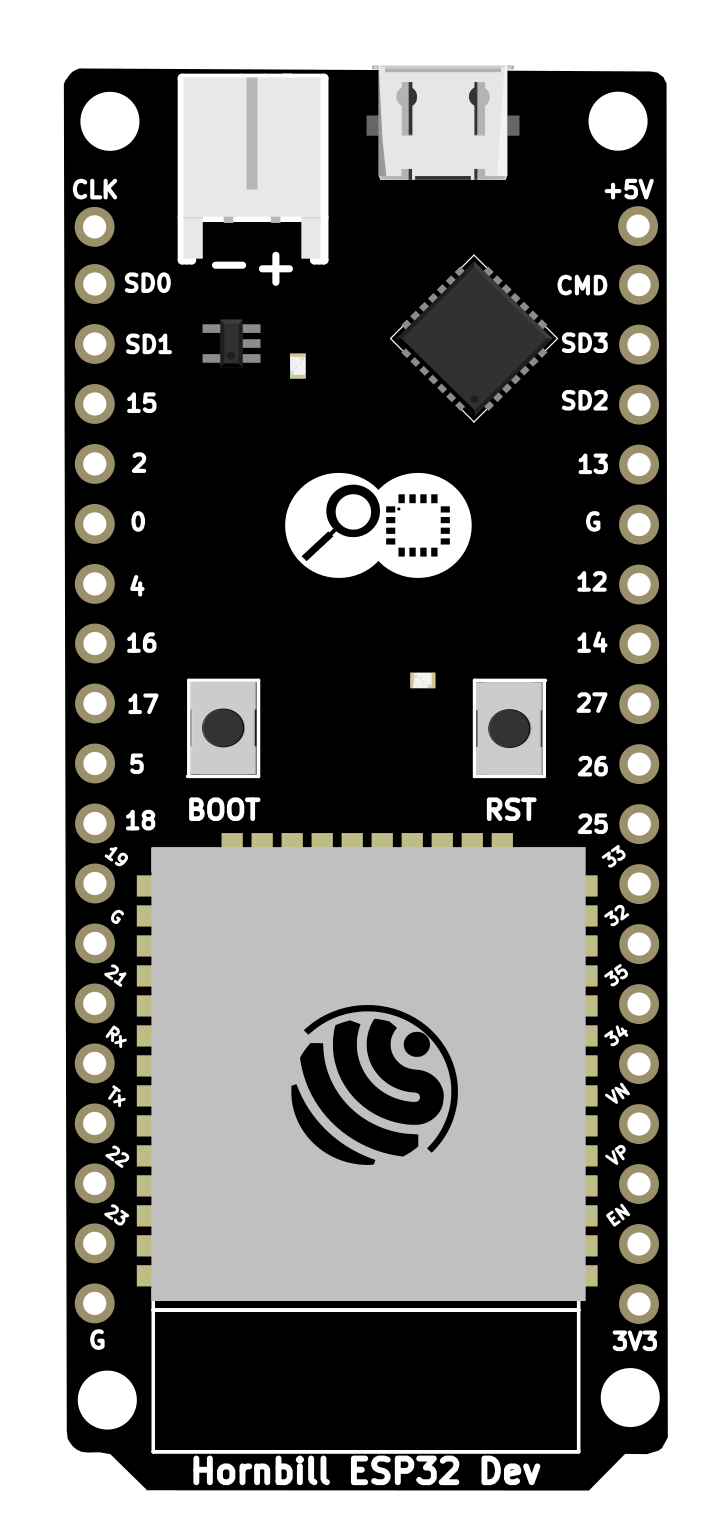 CLK +5V
- +
SD0 CMD
SD1 SD3
15 SD2
2 13
0 G
4 12
16 14
17 27
5 26
18 25
BOOT RST
19 33
G 32
21 35
Rx 34
Tx VN
22 VP
23 EN
G 3V3
Hornbill ESP32 Dev